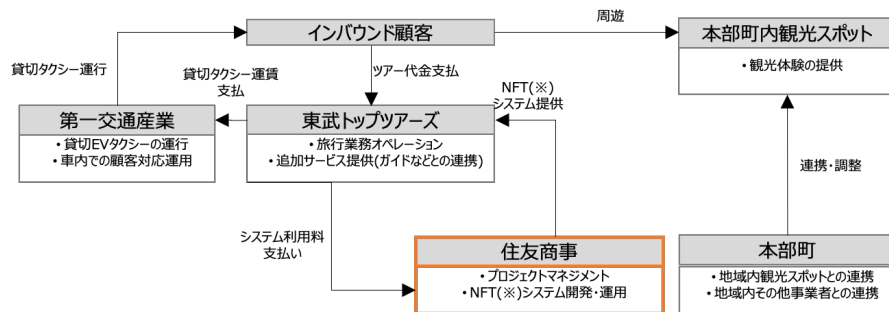 インバウンド顧客
周遊
本部町内観光スポット
・観光体験の提供
貸切タクシー運行
貸切タクシー運賃
支払
ツアー代金支払
NFT(※)
システム提供
第一交通産業
・貸切EVタクシーの運行
・車内での顧客対応運用
東武トップツアーズ
・旅行業務オペレーション
・追加サービス提供(ガイドなどとの連携)
連携・調整
システム利用料
支払い
住友商事
・プロジェクトマネジメント
・NFT(※)システム開発・運用
本部町
・地域内観光スポットとの連携
・地域内その他事業者との連携